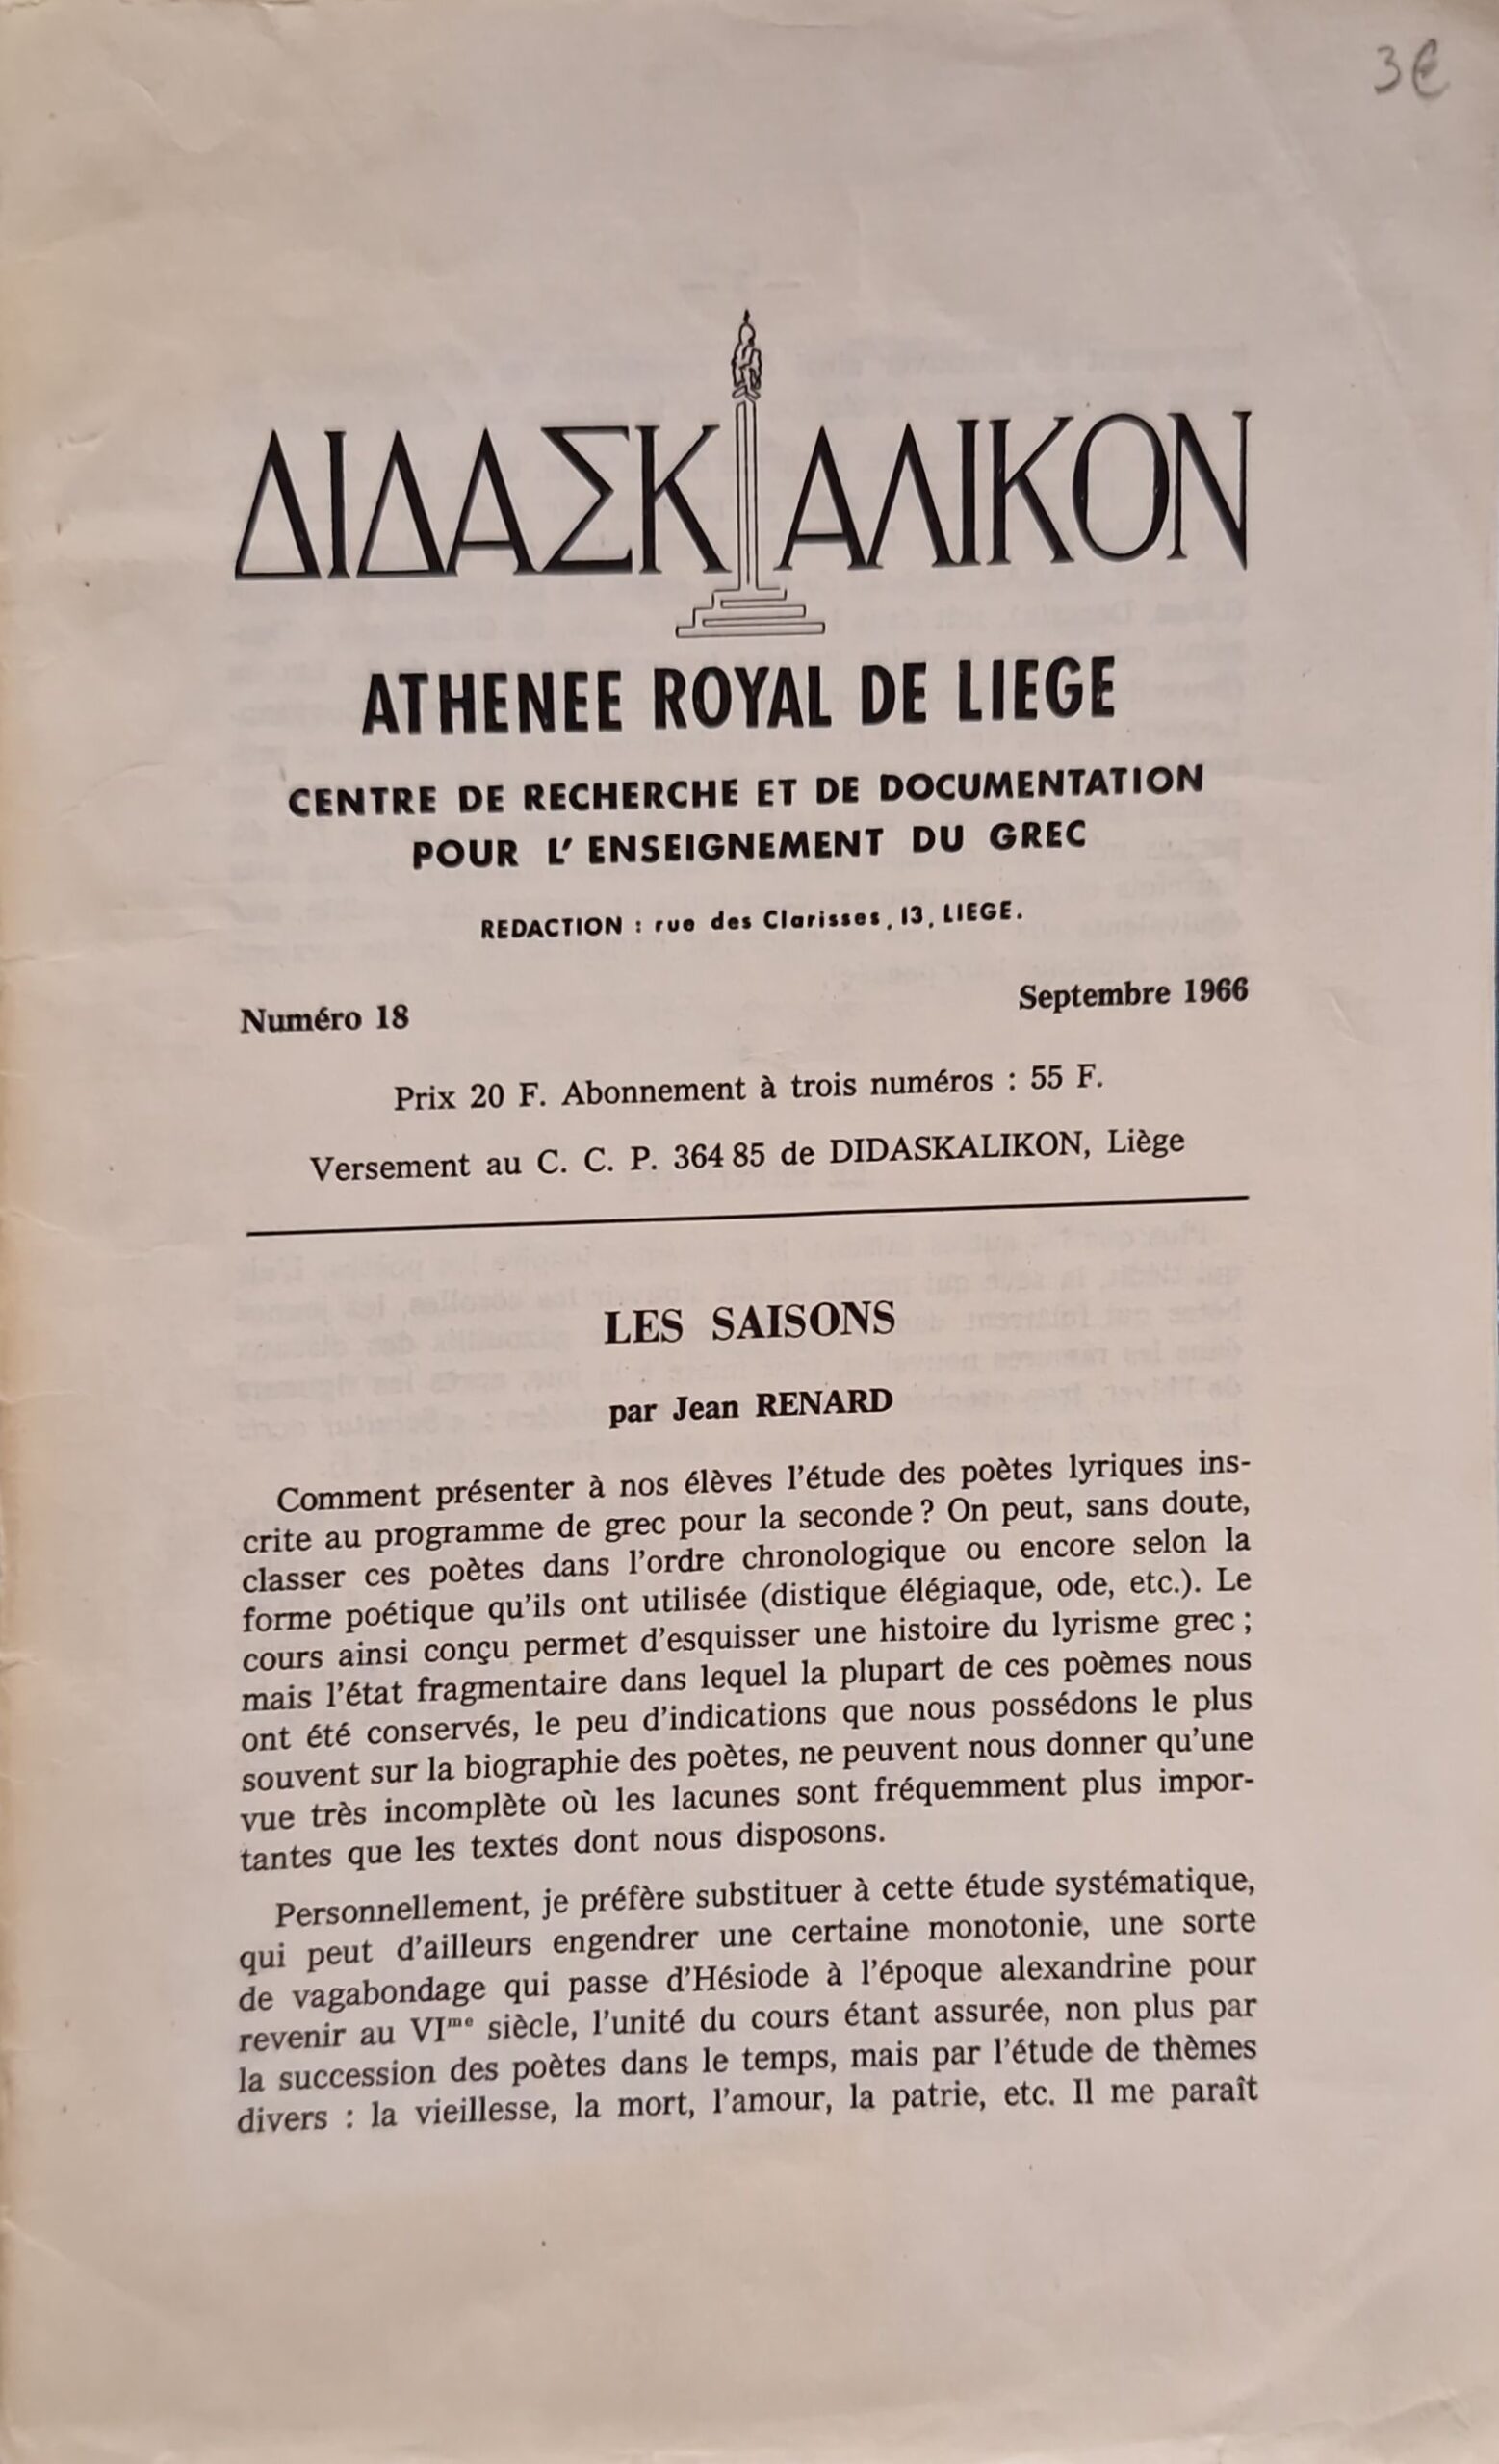 3€
ΔΙΔΑΣΚΑΛΙΚΟΝ
ATHENEE ROYAL DE LIEGE
CENTRE DE RECHERCHE ET DE DOCUMENTATION
POUR L' ENSEIGNEMENT DU GREC
REDACTION : rue des Clarisses, 13, LIEGE.
Numéro 18 Septembre 1966
Prix 20 F. Abonnement à trois numéros : 55 F.
Versement au C. C. P. 364 85 de DIDASKALIKON, Liège
LES SAISONS
par Jean RENARD
Comment présenter à nos élèves l'étude des poètes lyriques ins-
crite au programme de grec pour la seconde ? On peut, sans doute,
classer ces poètes dans l'ordre chronologique ou encore selon la
forme poétique qu'ils ont utilisée (distique élégiaque, ode, etc.). Le
cours ainsi conçu permet d'esquisser une histoire du lyrisme grec ;
mais l'état fragmentaire dans lequel la plupart de ces poèmes nous
ont été conservés, le peu d'indications que nous possédons le plus
souvent sur la biographie des poètes, ne peuvent nous donner qu'une
vue très incomplète où les lacunes sont fréquemment plus impor-
tantes que les textes dont nous disposons.
Personnellement, je préfère substituer à cette étude systématique,
qui peut d'ailleurs engendrer une certaine monotonie, une sorte
de vagabondage qui passe d'Hésiode à l'époque alexandrine pour
revenir au VIme siècle, l'unité du cours étant assurée, non plus par
la succession des poètes dans le temps, mais par l'étude de thèmes
divers : la vieillesse, la mort, l'amour, la patrie, etc. Il me paraît